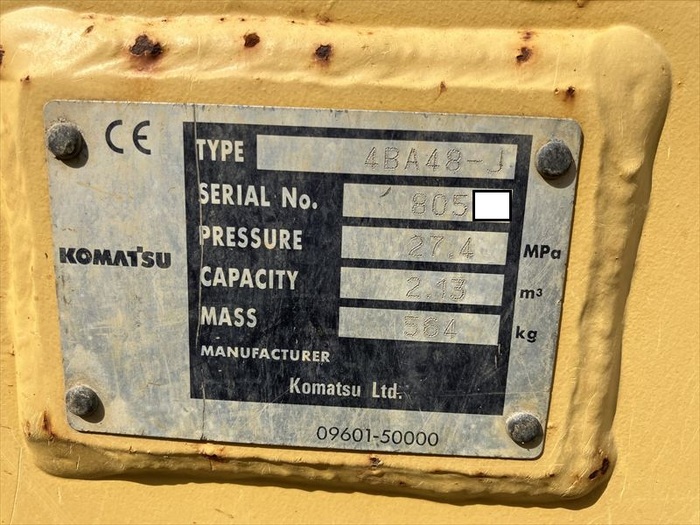 CE
TYPE 4BA48-J
SERIAL No. 805
PRESSURE 27.4 MPa
KOMATSU
CAPACITY 2.13 m³
MASS 564 kg
MANUFACTURER
Komatsu Ltd.
09601-50000